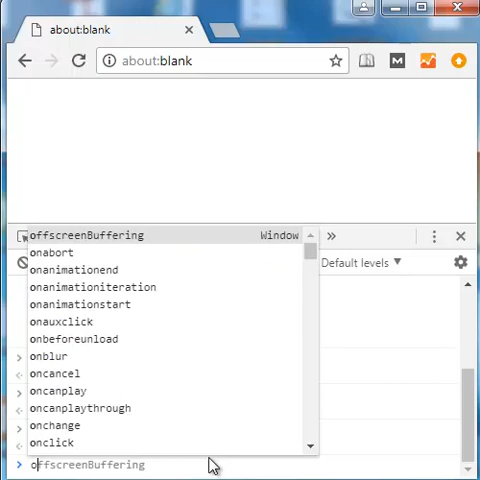 about:blank
about:blank
M
offscreenBuffering Window
»
onabort
onanimationend
Default levels ▼
onanimationiteration
onanimationstart
onauxclick
onbeforeunload
onblur
oncancel
oncanplay
oncanplaythrough
onchange
onclick
offscreenBuffering